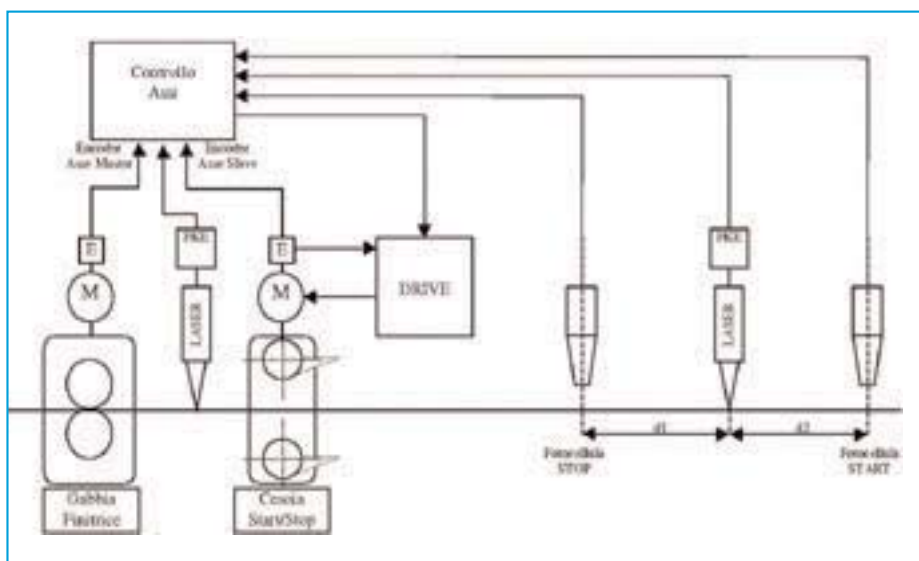 Controllo
Assi
Encoder
Asse Master
Encoder
Asse Slave
E
PKE
E
PKE
M
LASER
M
DRIVE
LASER
d1
d2
Fotocellula
STOP
Fotocellula
START
Gabbia
Finitrice
Cesoia
Start/Stop